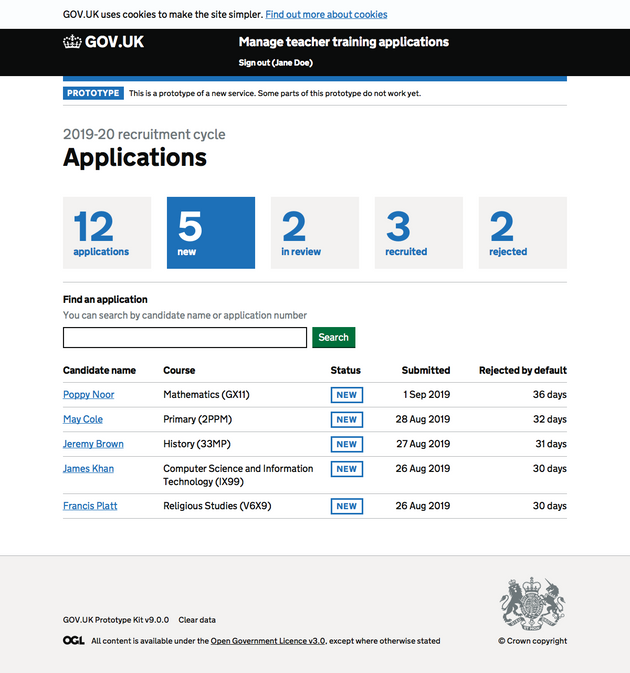 GOV.UK uses cookies to make the site simpler. Find out more about cookies
GOV.UK
Manage teacher training applications
Sign out (Jane Doe)
PROTOTYPE This is a prototype of a new service. Some parts of this prototype do not work yet.
2019-20 recruitment cycle
Applications
12 5 2 3 2
applications new in review recruited rejected
Find an application
You can search by candidate name or application number
Search
Candidate name Course Status Submitted Rejected by default
Poppy Noor Mathematics (GX11) NEW 1 Sep 2019 36 days
May Cole Primary (2PPM) NEW 28 Aug 2019 32 days
Jeremy Brown History (33MP) NEW 27 Aug 2019 31 days
James Khan Computer Science and Information NEW 26 Aug 2019 30 days
Technology (IX99)
Francis Platt Religious Studies (V6X9) NEW 26 Aug 2019 30 days
GOV.UK Prototype Kit v9.0.0 Clear data
OGL All content is available under the Open Government Licence v3.0, except where otherwise stated
© Crown copyright